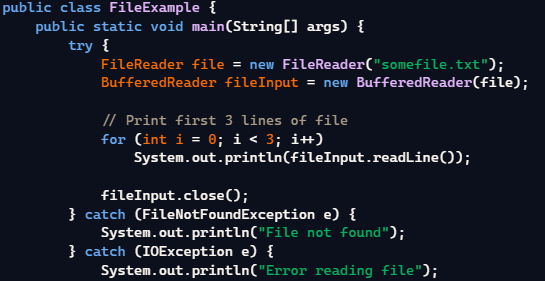 public class FileExample {
    public static void main(String[] args) {
        try {
            FileReader file = new FileReader("somefile.txt");
            BufferedReader fileInput = new BufferedReader(file);

            // Print first 3 lines of file
            for (int i = 0; i < 3; i++)
                System.out.println(fileInput.readLine());

            fileInput.close();
        } catch (FileNotFoundException e) {
            System.out.println("File not found");
        } catch (IOException e) {
            System.out.println("Error reading file");